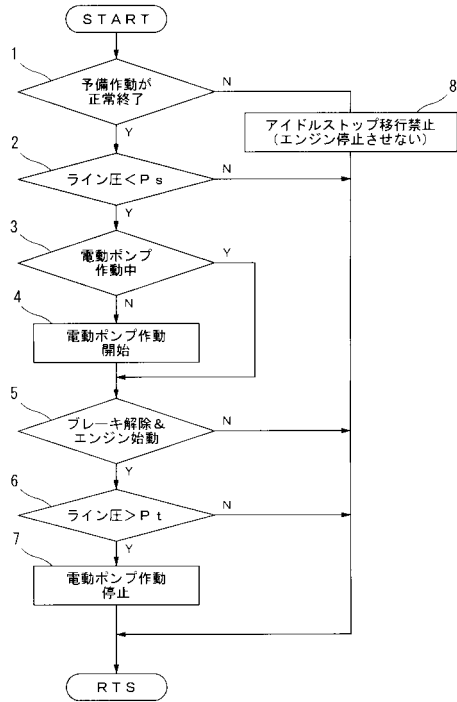 START
1
予備作動が
正常終了
N
Y
8
アイドルストップ移行禁止
(エンジン停止させない)
2
ライン圧<Ps
N
Y
3
電動ポンプ
作動中
Y
N
4
電動ポンプ作動
開始
5
ブレーキ解除&
エンジン始動
N
Y
6
ライン圧>Pt
N
Y
7
電動ポンプ作動
停止
RTS